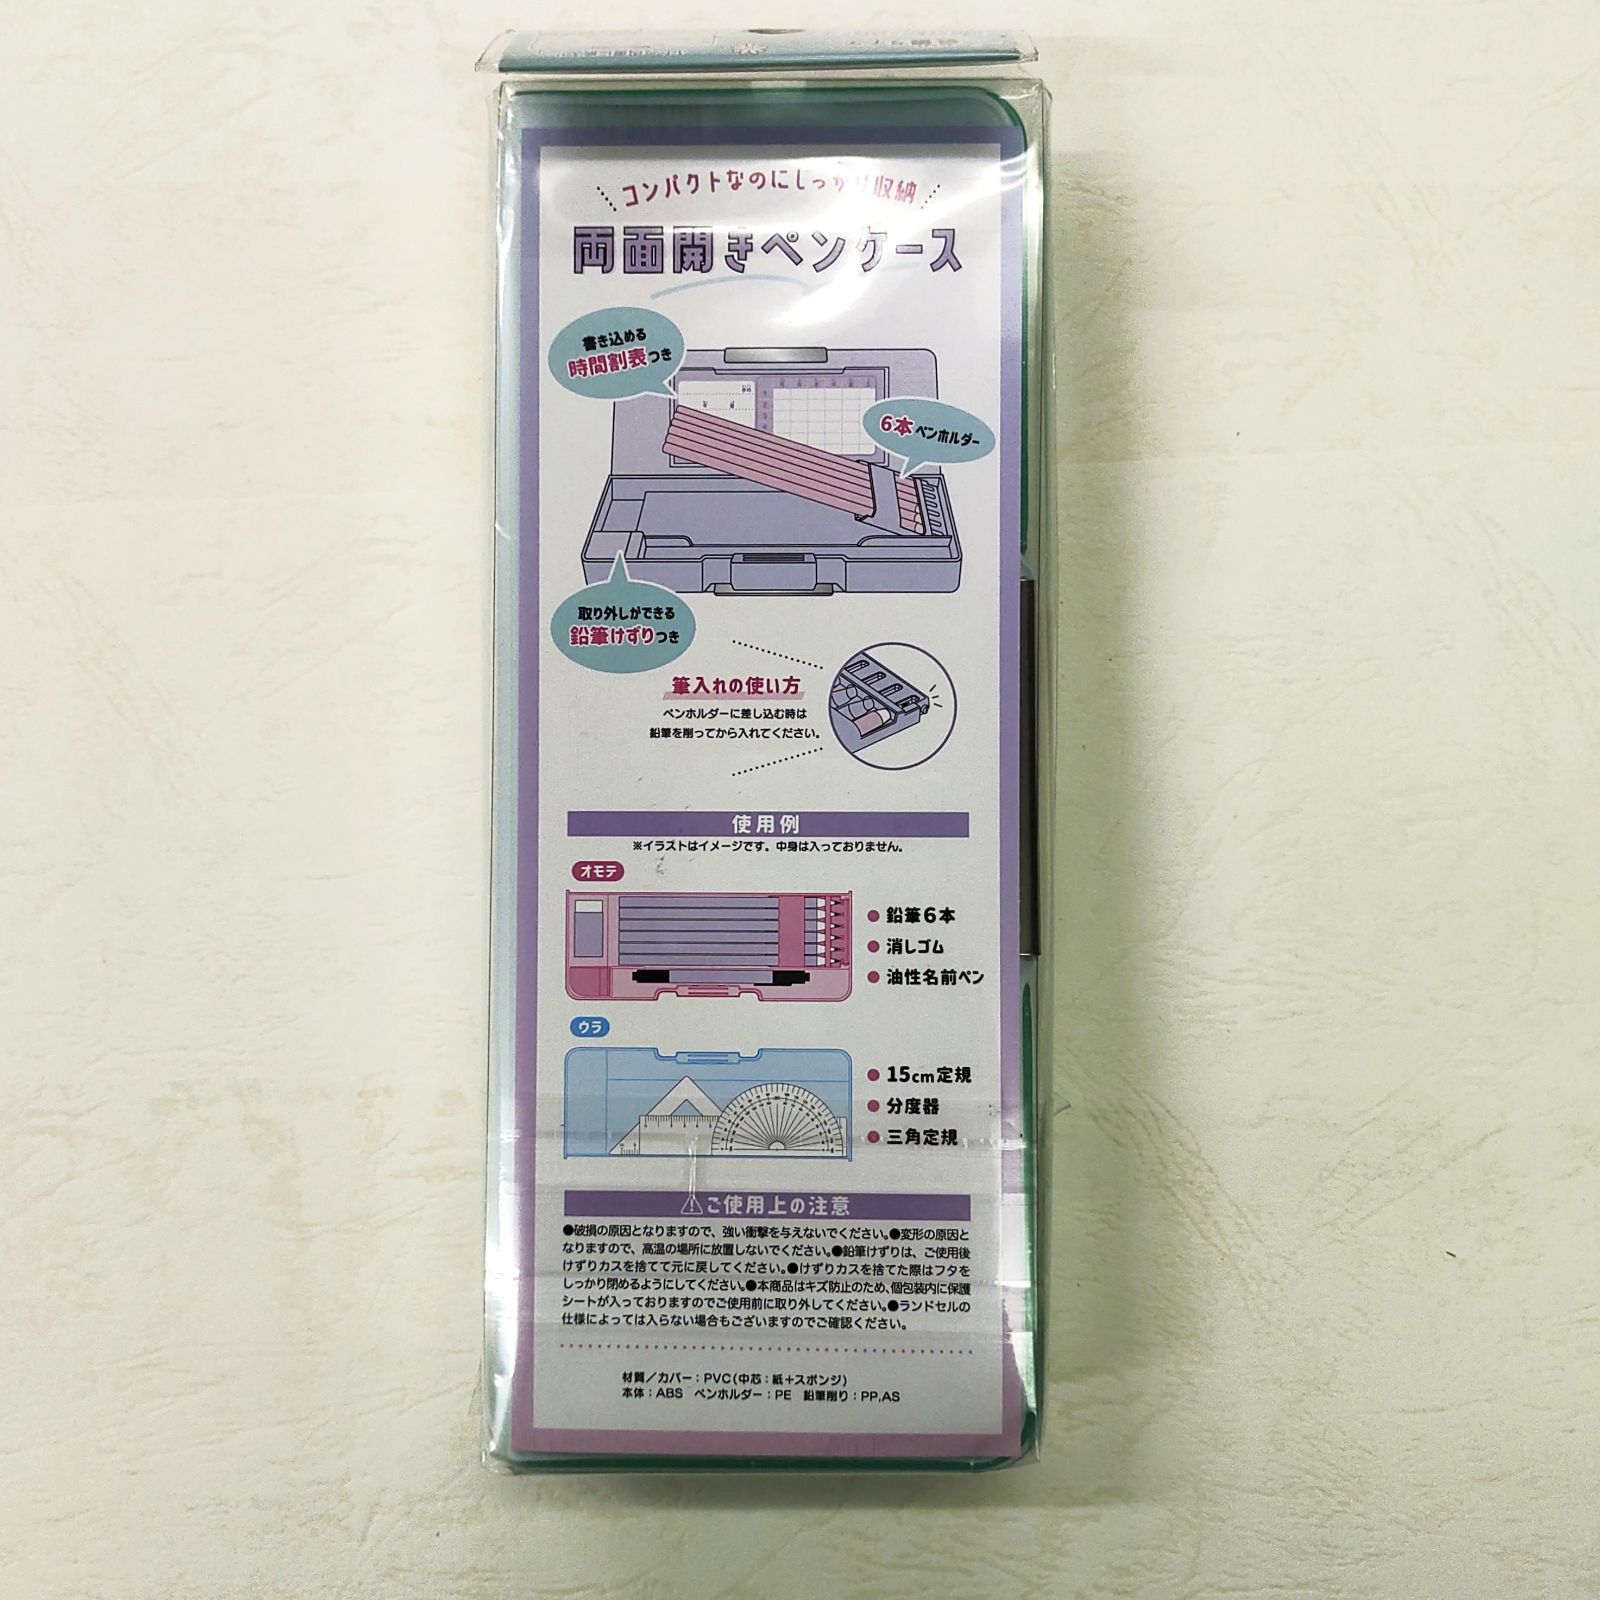 コンパクトなのにしっかり収納
両面開きペンケース
書き込める
時間割表つき
6本ペンホルダー
取り外しができる
鉛筆けずりつき
筆入れの使い方
ペンホルダーに差し込む時は
鉛筆を削ってから入れてください。
使用例
※イラストはイメージです。中身は入っておりません。
オモテ
●鉛筆6本
●消しゴム
●油性名前ペン
ウラ
●15cm定規
●分度器
●三角定規
⚠ご使用上の注意
●破損の原因となりますので、強い衝撃を与えないでください。●変形の原因と
なりますので、高温の場所に放置しないでください。●鉛筆けずりは、ご使用後
けずりカスを捨てて元に戻してください。●けずりカスを捨てた際はフタを
しっかり閉めるようにしてください。●本商品はキズ防止のため、個包装内に保護
シートが入っておりますのでご使用前に取り外してください。●ランドセルの
仕様によっては入らない場合もございますのでご確認ください。
材質／カバー：PVC(中芯：紙＋スポンジ)
本体：ABS ペンホルダー：PE 鉛筆削り：PP,AS